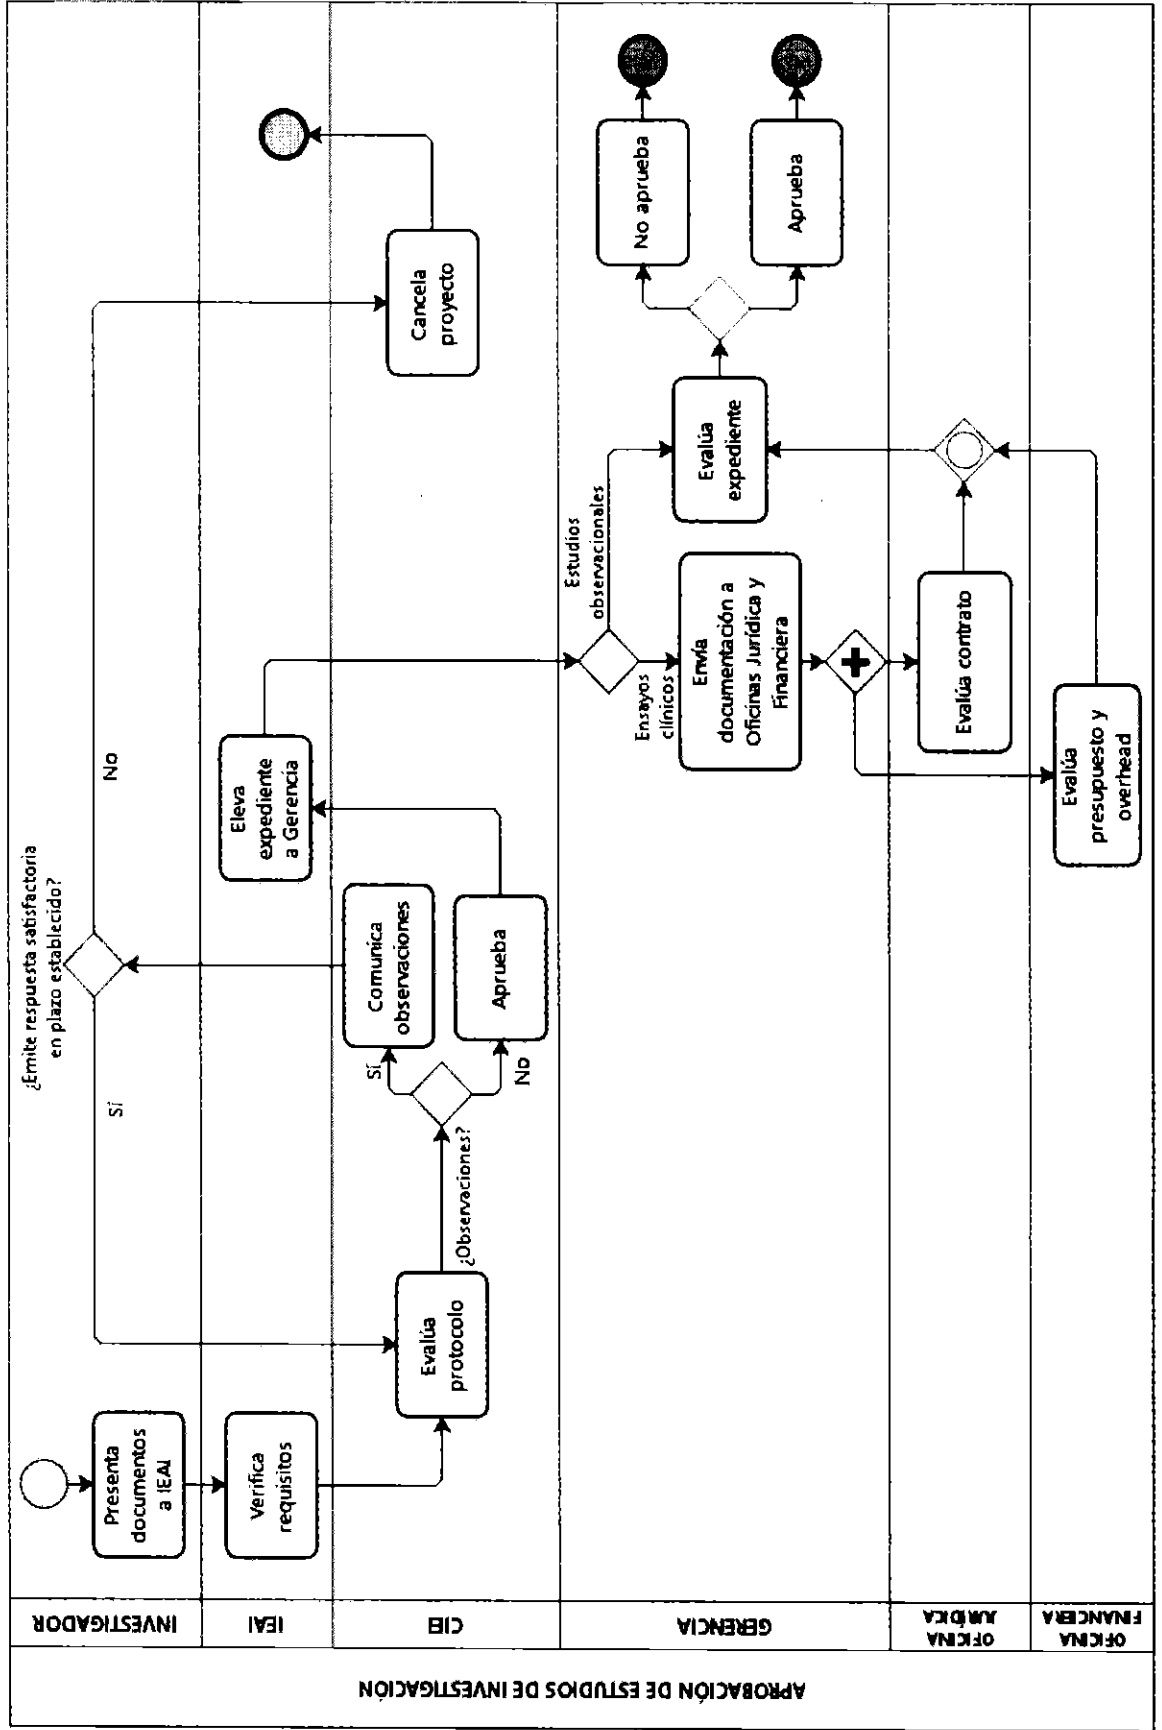 APROBACIÓN DE ESTUDIOS DE INVESTIGACIÓN
INVESTIGADOR
Presenta
documentos
a IEAI
¿Emite respuesta satisfactoria
en plazo establecido?
Sí
No
IEAI
Verifica
requisitos
Eleva
expediente
a Gerencia
CIEI
Evalúa
protocolo
¿Observaciones?
Sí
No
Comunica
observaciones
Aprueba
Cancela
proyecto
GERENCIA
Estudios
observacionales
Ensayos
clínicos
Envía
documentación a
Oficinas Jurídica y
Financiera
Evalúa
expediente
No aprueba
Aprueba
OFICINA
JURÍDICA
Evalúa contrato
OFICINA
FINANCIERA
Evalúa
presupuesto y
overhead